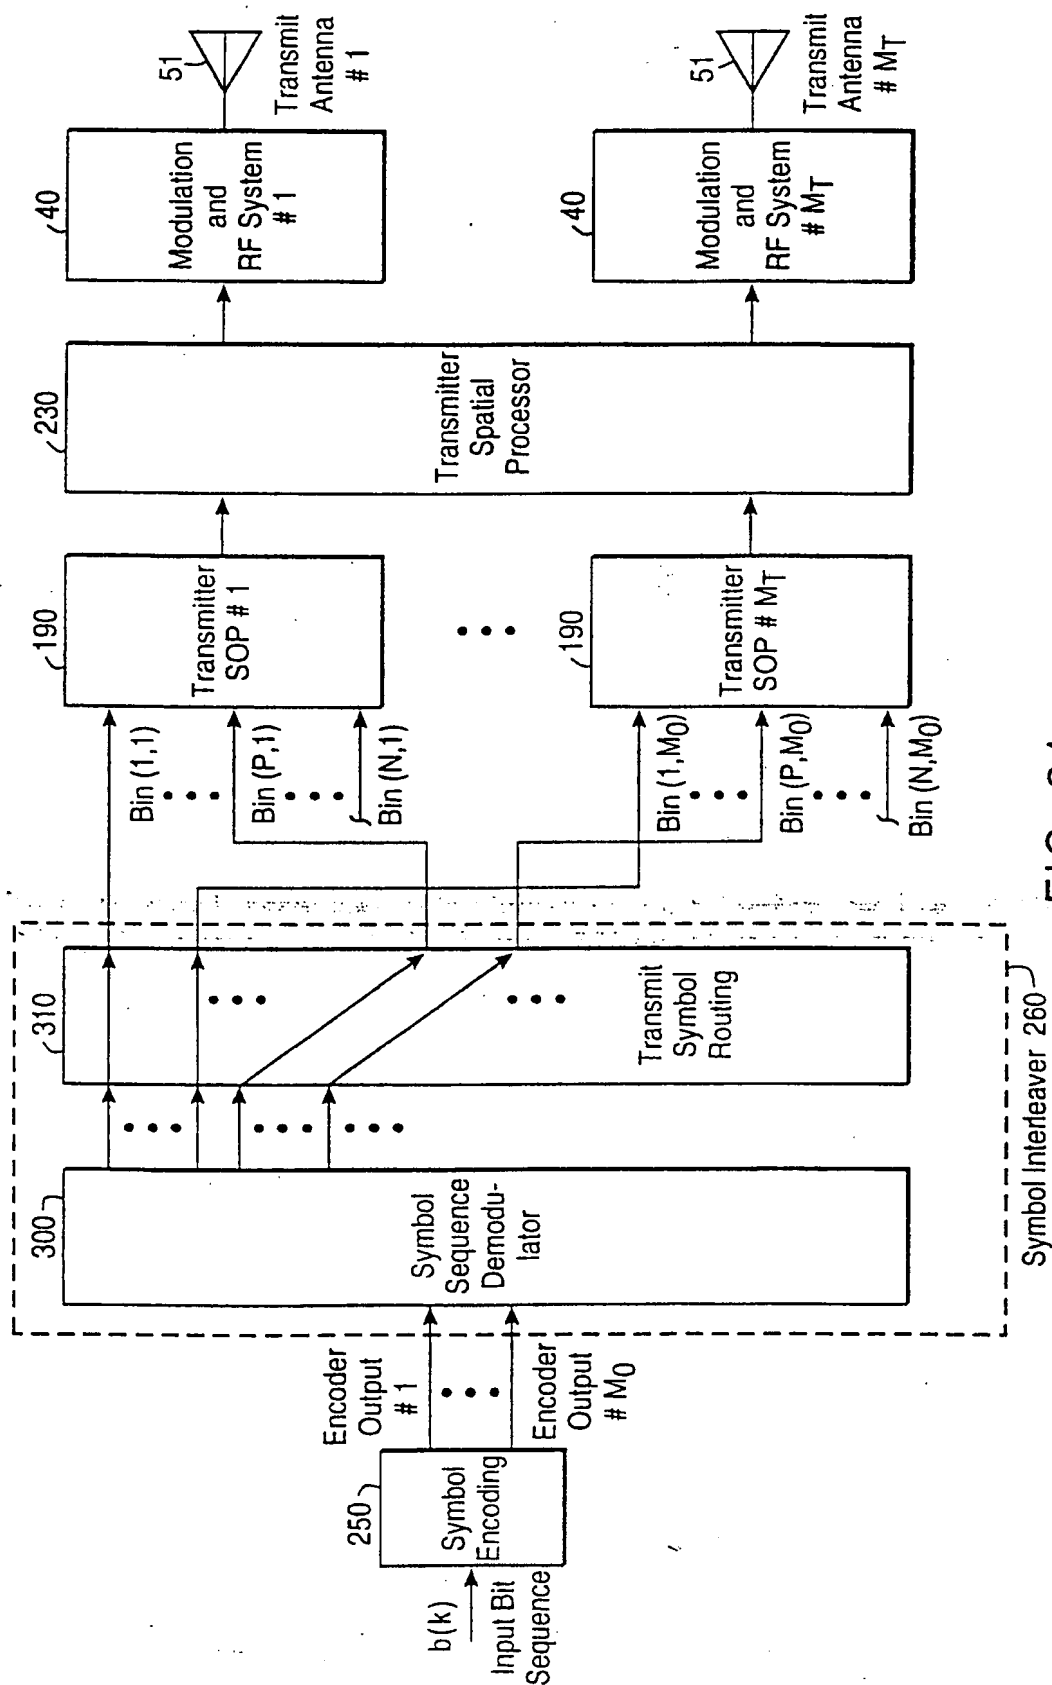 b(k)
Input Bit
Sequence
250
Symbol
Encoding
Encoder
Output
# 1
Encoder
Output
# M0
300
Symbol
Sequence
Demodu-
lator
310
Transmit
Symbol
Routing
Symbol Interleaver 260
Bin (1,1)
Bin (P,1)
Bin (N,1)
Bin (1,M0)
Bin (P,M0)
Bin (N,M0)
190
Transmitter
SOP # 1
190
Transmitter
SOP # MT
230
Transmitter
Spatial
Processor
40
Modulation
and
RF System
# 1
40
Modulation
and
RF System
# MT
51
Transmit
Antenna
# 1
51
Transmit
Antenna
# MT